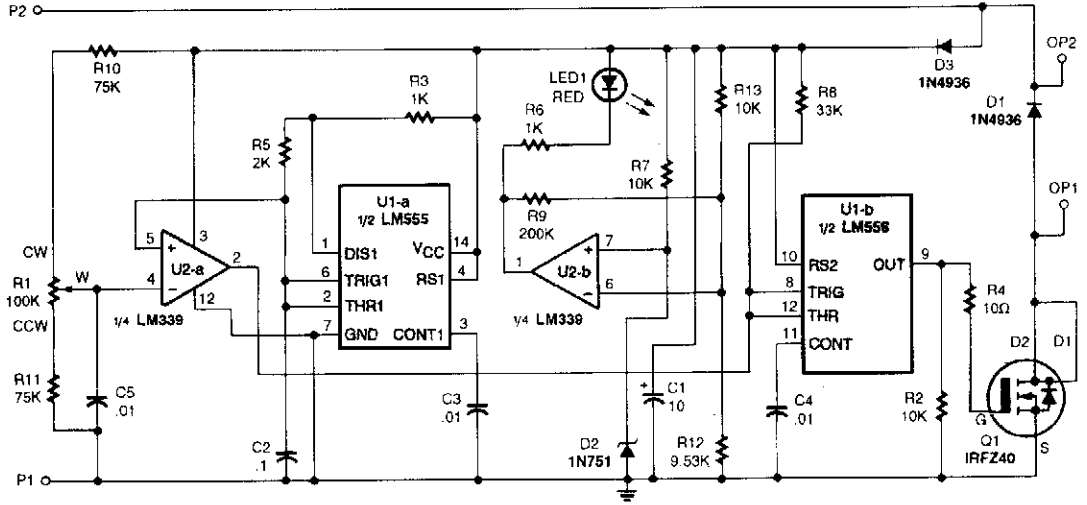 P2
R10
75K
R3
1K
R5
2K
LED1
RED
R6
1K
R7
10K
R13
10K
R8
33K
D3
1N4936
D1
1N4936
OP2
OP1
R9
200K
U1-a
1/2 LM555
DIS1
VCC
TRIG1
RS1
THR1
GND
CONT1
1
6
2
7
14
4
3
5
+
3
U2-a
2
4
−
12
1/4 LM339
CW
R1
100K
W
CCW
R11
75K
C5
.01
C2
.1
C3
.01
7
+
U2-b
1
6
−
1/4 LM339
U1-b
1/2 LM556
RS2
OUT
TRIG
THR
CONT
10
8
12
11
9
R4
10Ω
D2
D1
G
S
Q1
IRFZ40
R2
10K
C4
.01
+
C1
10
D2
1N751
R12
9.53K
P1